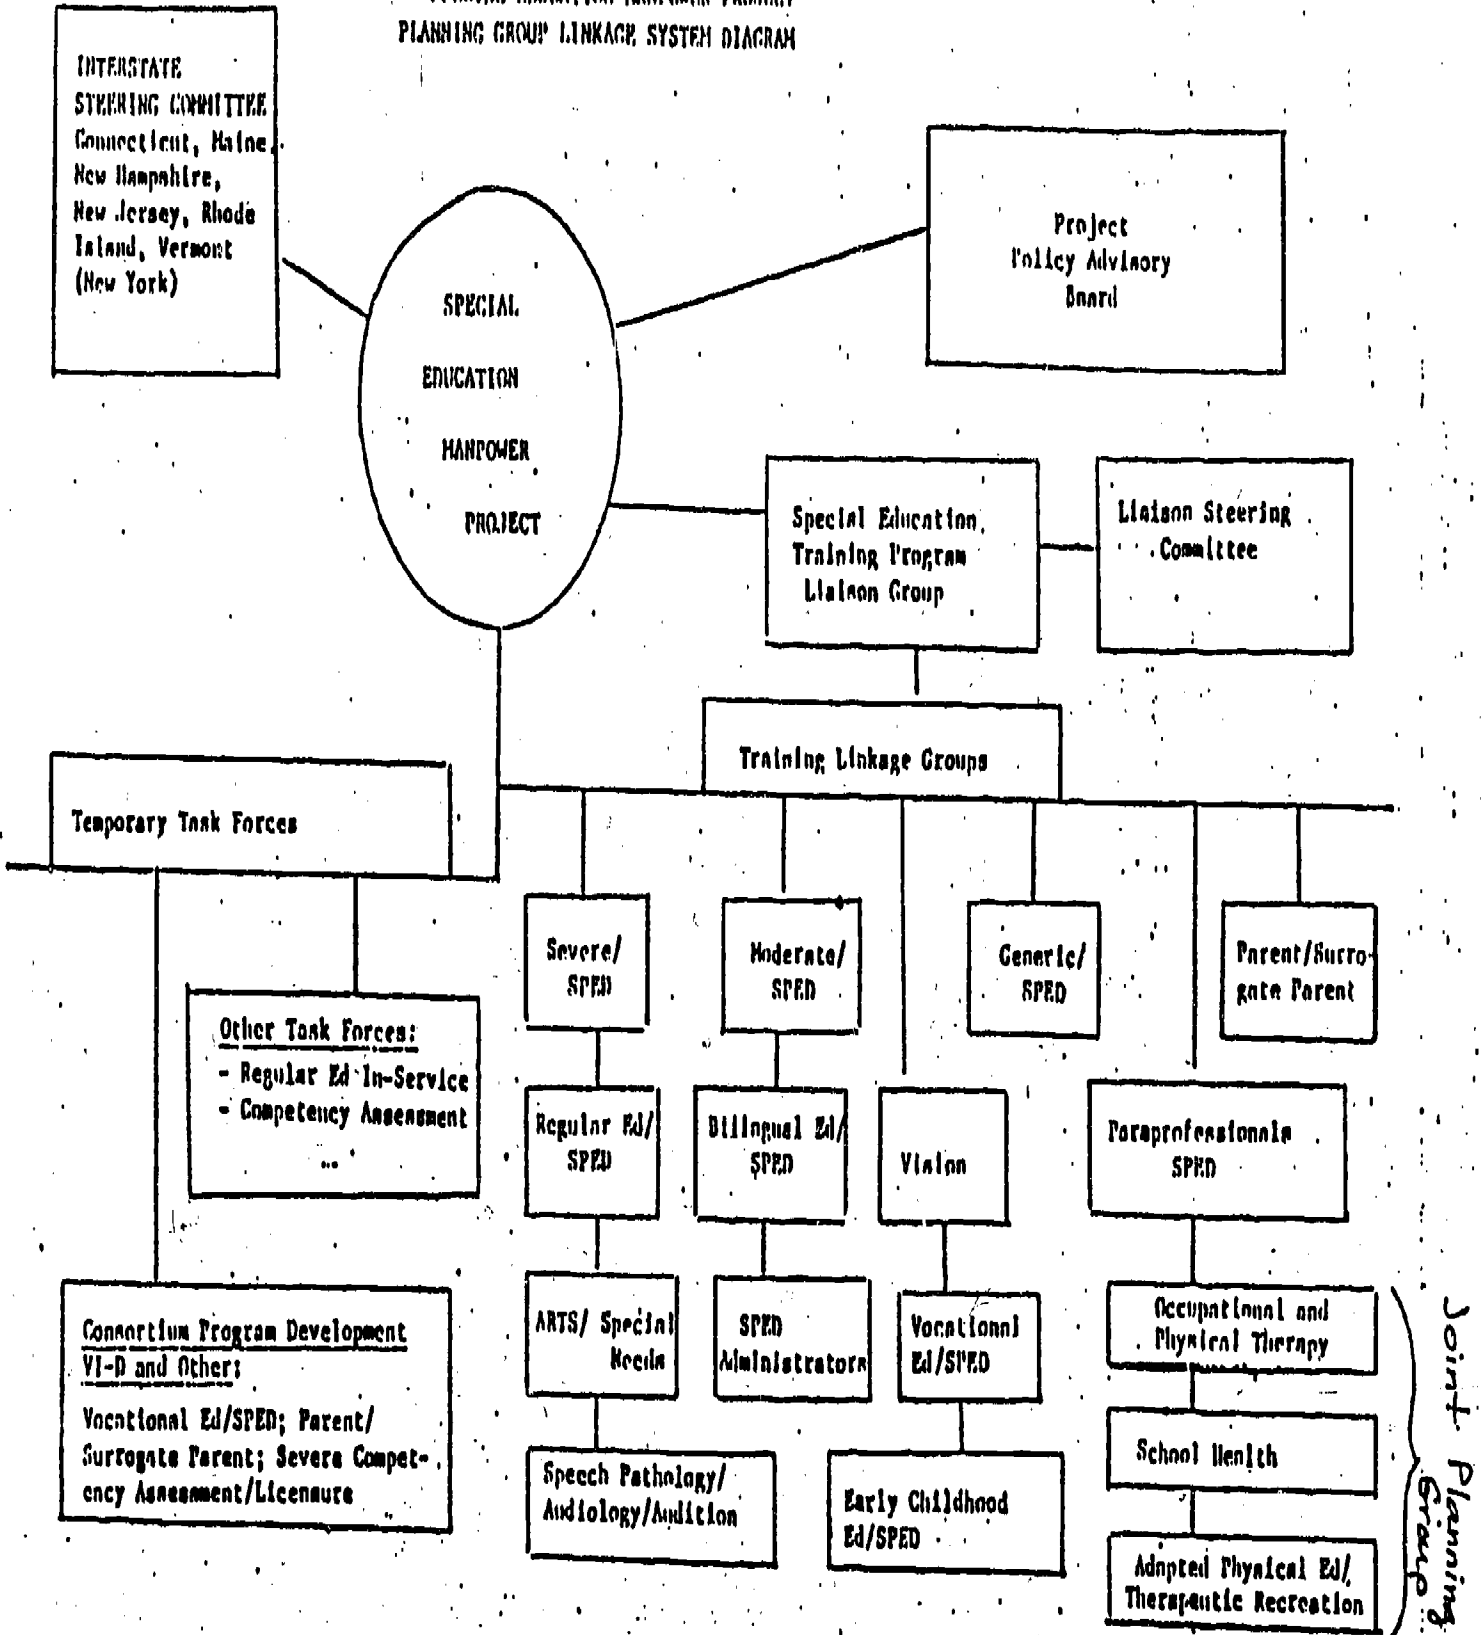 PLANNING GROUP LINKAGE SYSTEM DIAGRAM
INTERSTATE
STEERING COMMITTEE
Connecticut, Maine,
New Hampshire,
New Jersey, Rhode
Island, Vermont
(New York)
SPECIAL
EDUCATION
MANPOWER
PROJECT
Project
Policy Advisory
Board
Special Education
Training Program
Liaison Group
Liaison Steering
Committee
Training Linkage Groups
Temporary Task Forces
Severe/
SPED
Moderate/
SPED
Generic/
SPED
Parent/Surro-
gate Parent
Other Task Forces:
- Regular Ed In-Service
- Competency Assessment
...
Regular Ed/
SPED
Bilingual Ed/
SPED
Vision
Paraprofessionals
SPED
Consortium Program Development
VI-D and Other:
Vocational Ed/SPED; Parent/
Surrogate Parent; Severe Compet-
ency Assessment/Licensure
ARTS/ Special
Needs
SPED
Administrators
Vocational
Ed/SPED
Occupational and
Physical Therapy
School Health
Speech Pathology/
Audiology/Audition
Early Childhood
Ed/SPED
Adapted Physical Ed/
Therapeutic Recreation
Joint Planning
Group